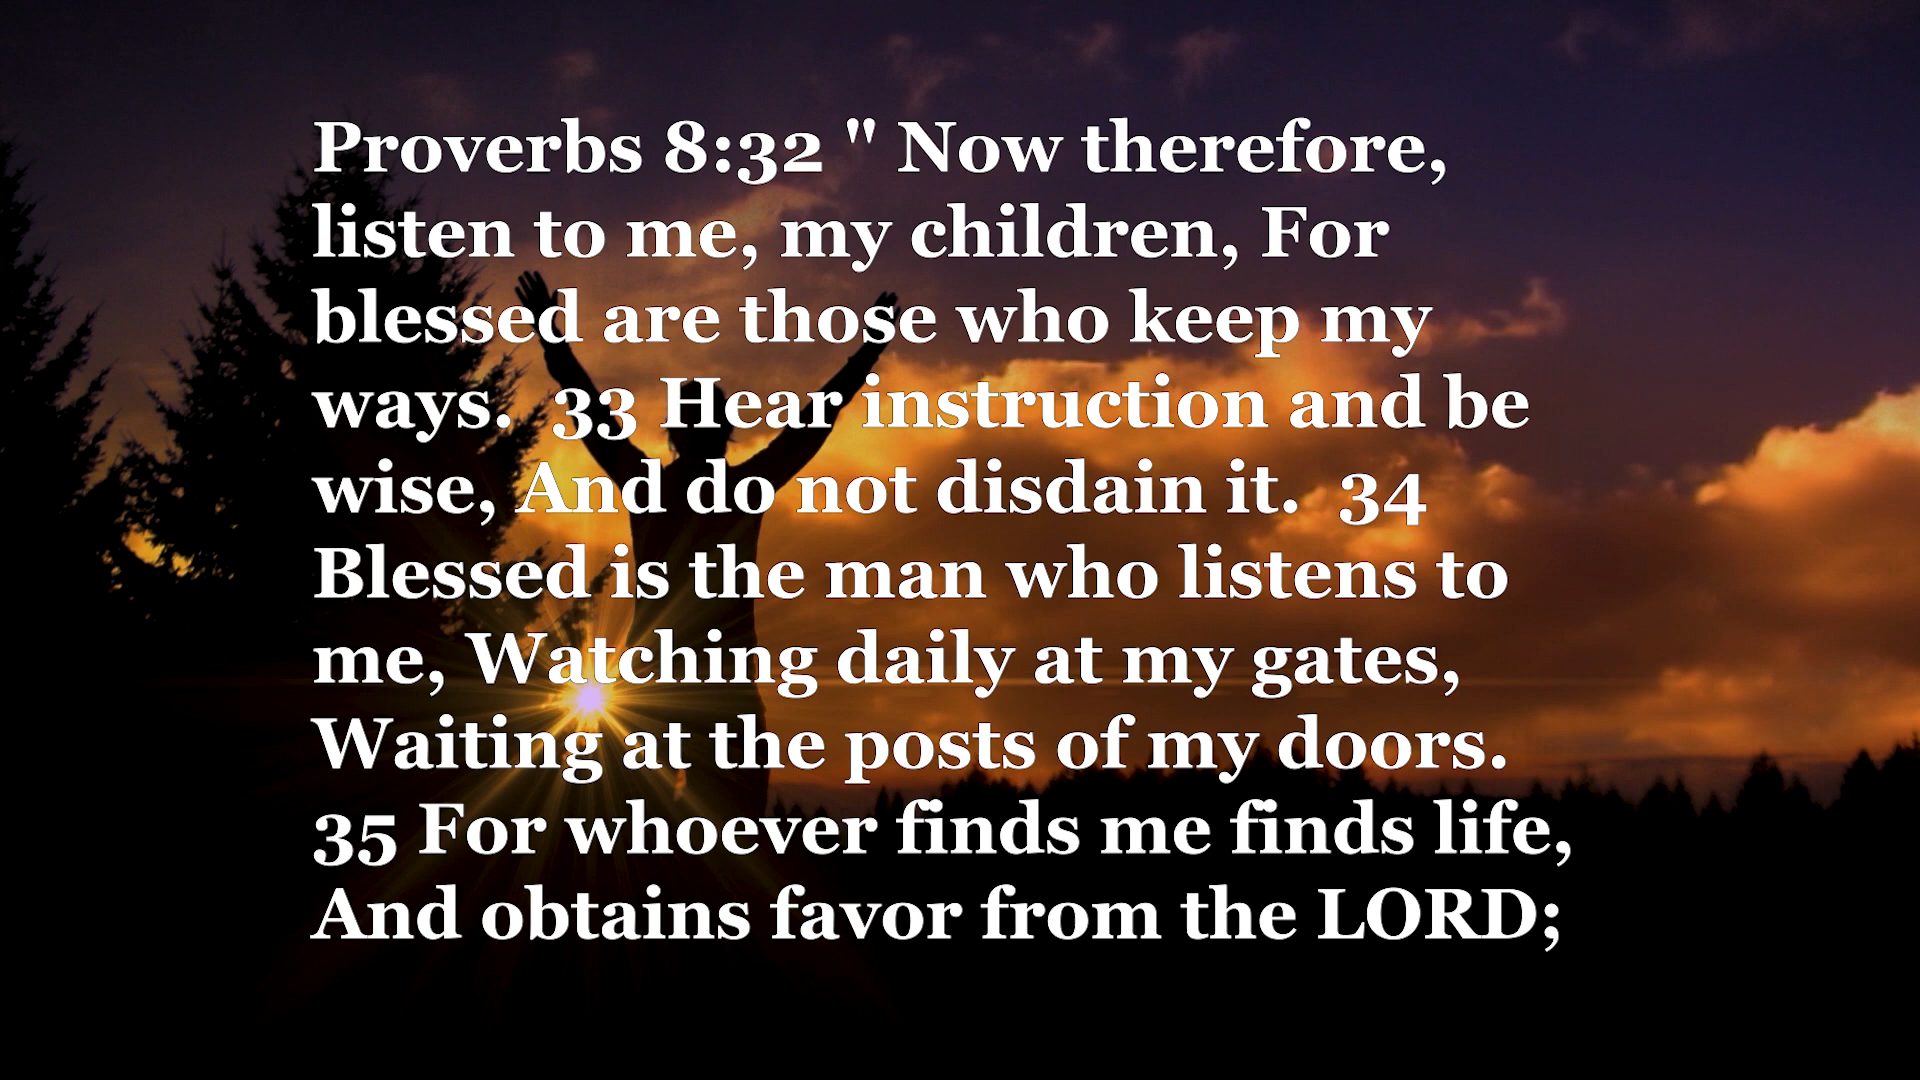 Proverbs 8:32 " Now therefore,
listen to me, my children, For
blessed are those who keep my
ways.  33 Hear instruction and be
wise, And do not disdain it.  34
Blessed is the man who listens to
me, Watching daily at my gates,
Waiting at the posts of my doors.
35 For whoever finds me finds life,
And obtains favor from the LORD;